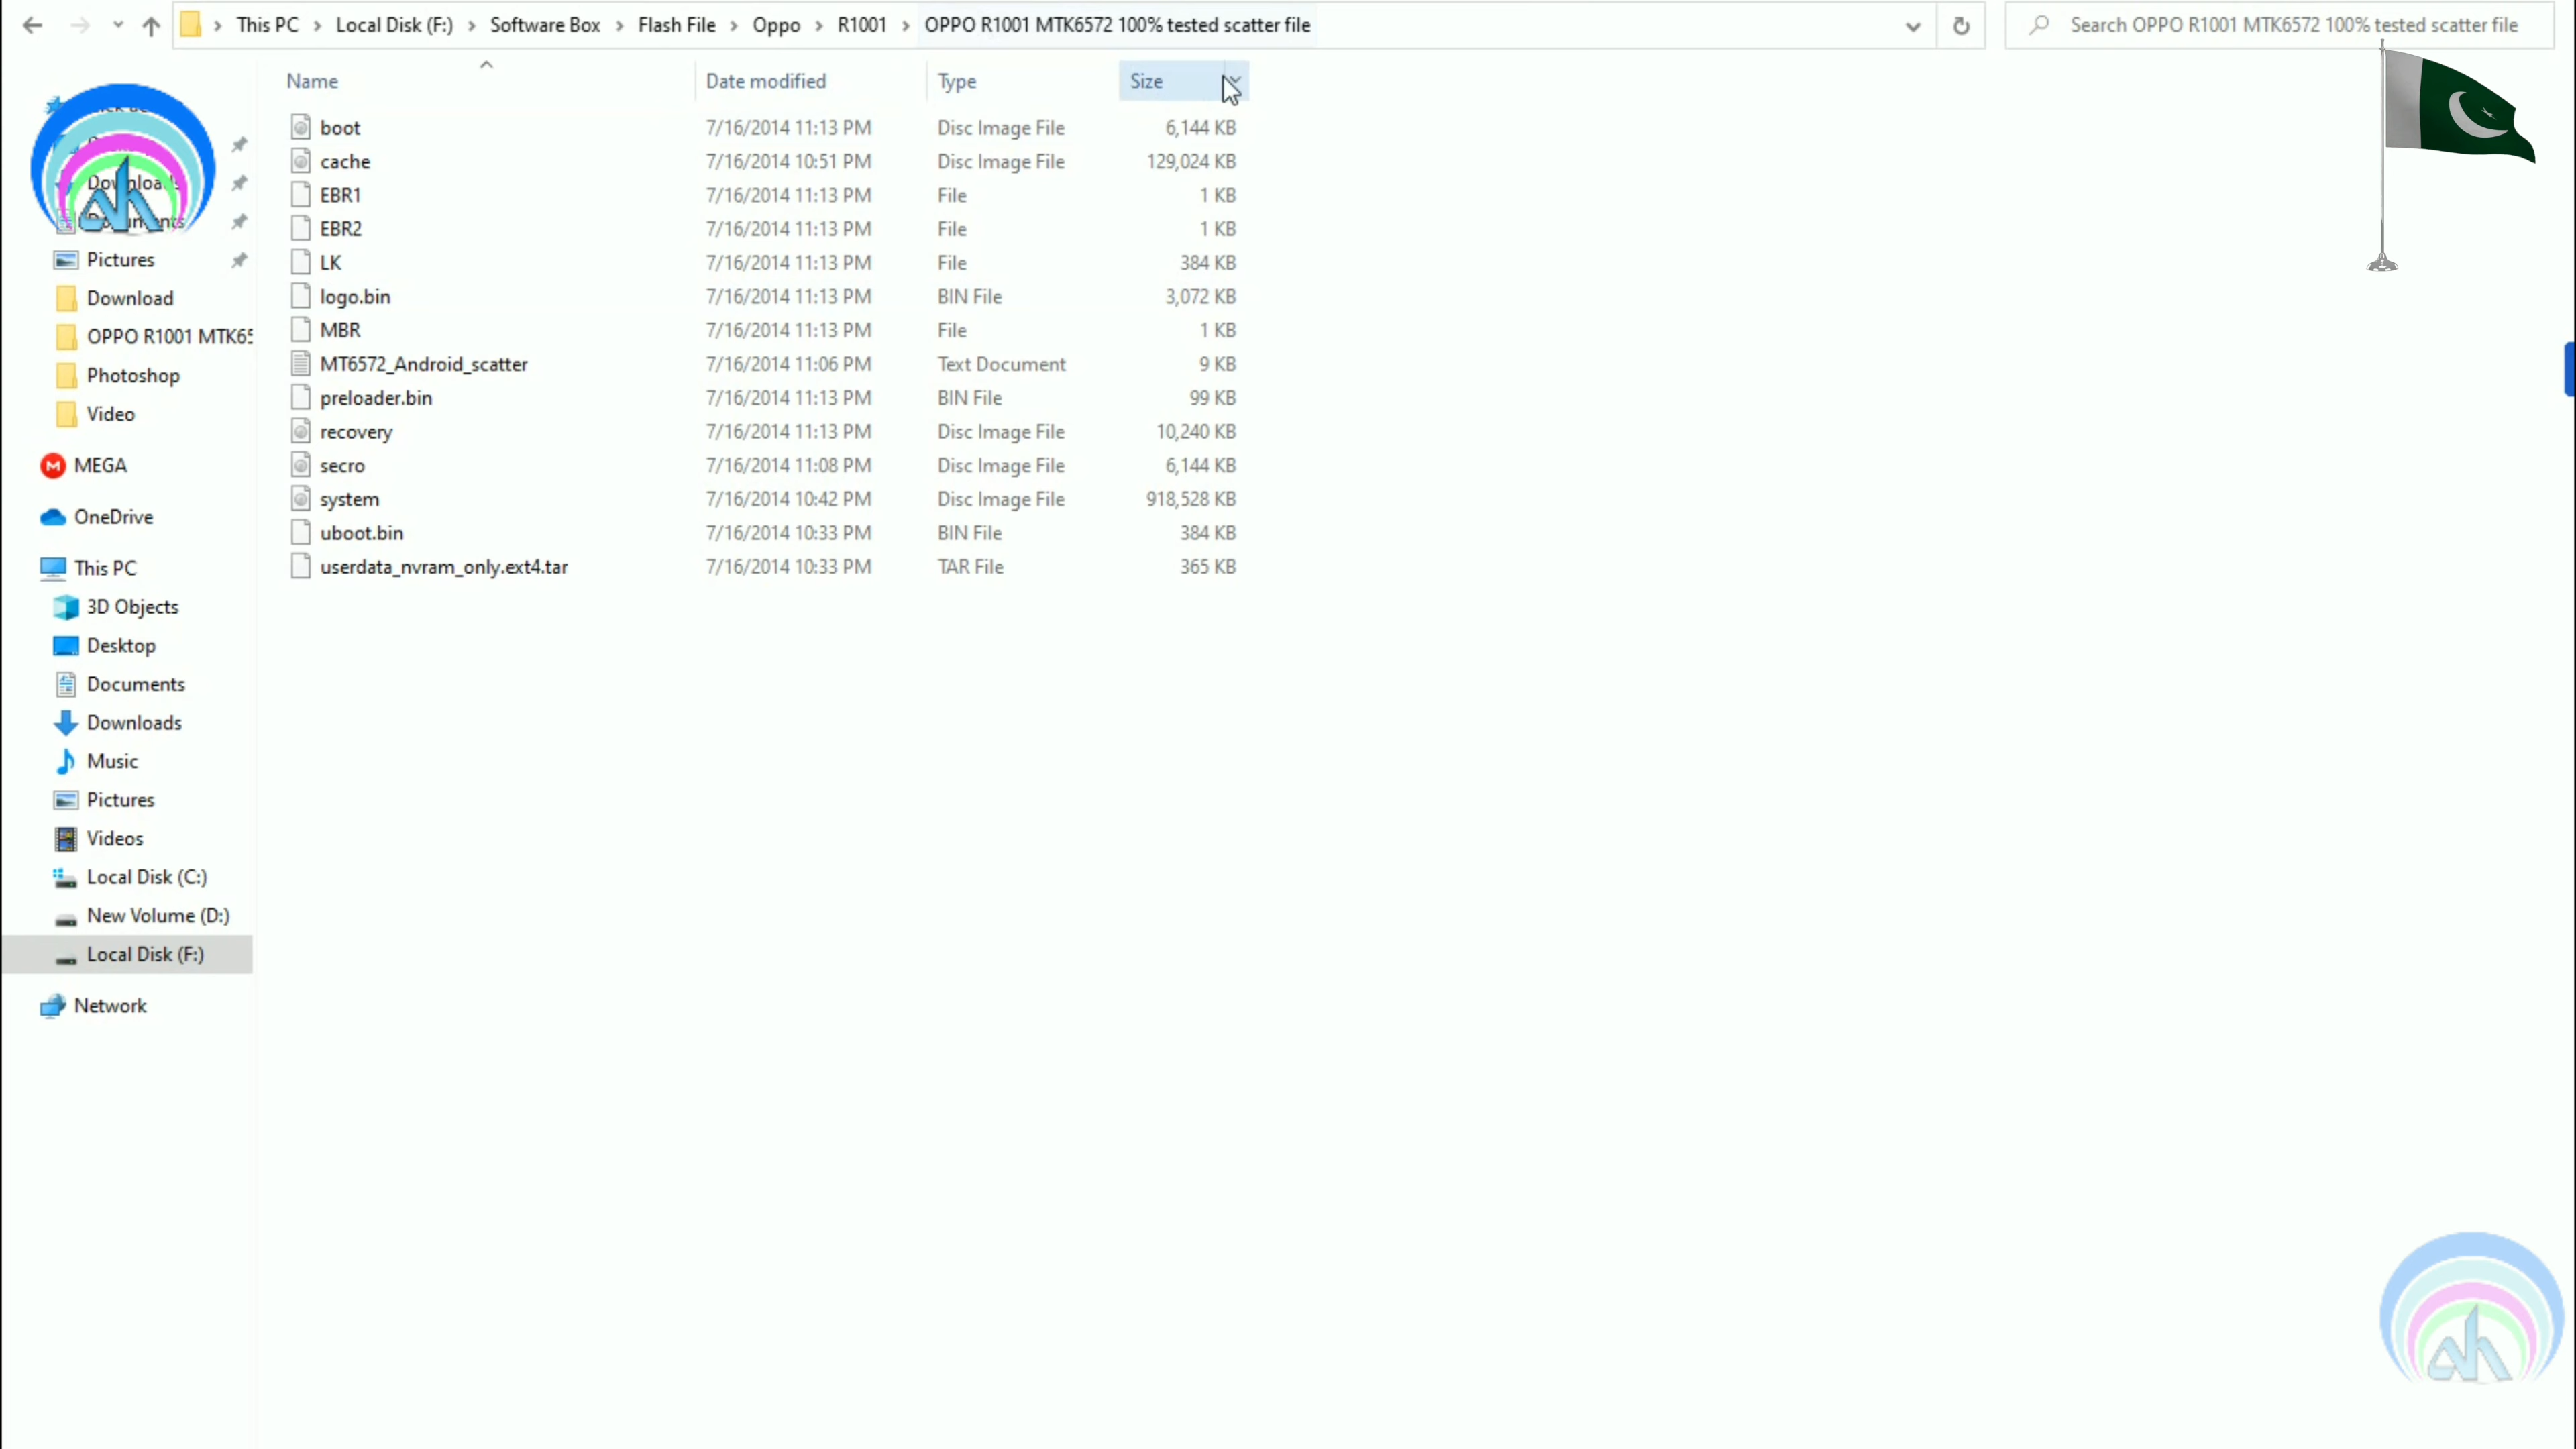 This PC > Local Disk (F:) > Software Box > Flash File > Oppo > R1001 > OPPO R1001 MTK6572 100% tested scatter file
Search OPPO R1001 MTK6572 100% tested scatter file
Name Date modified Type Size
boot 7/16/2014 11:13 PM Disc Image File 6,144 KB
cache 7/16/2014 10:51 PM Disc Image File 129,024 KB
EBR1 7/16/2014 11:13 PM File 1 KB
EBR2 7/16/2014 11:13 PM File 1 KB
LK 7/16/2014 11:13 PM File 384 KB
logo.bin 7/16/2014 11:13 PM BIN File 3,072 KB
MBR 7/16/2014 11:13 PM File 1 KB
MT6572_Android_scatter 7/16/2014 11:06 PM Text Document 9 KB
preloader.bin 7/16/2014 11:13 PM BIN File 99 KB
recovery 7/16/2014 11:13 PM Disc Image File 10,240 KB
secro 7/16/2014 11:08 PM Disc Image File 6,144 KB
system 7/16/2014 10:42 PM Disc Image File 918,528 KB
uboot.bin 7/16/2014 10:33 PM BIN File 384 KB
userdata_nvram_only.ext4.tar 7/16/2014 10:33 PM TAR File 365 KB
Downloads
Documents
Pictures
Download
OPPO R1001 MTK65
Photoshop
Video
MEGA
OneDrive
This PC
3D Objects
Desktop
Documents
Downloads
Music
Pictures
Videos
Local Disk (C:)
New Volume (D:)
Local Disk (F:)
Network